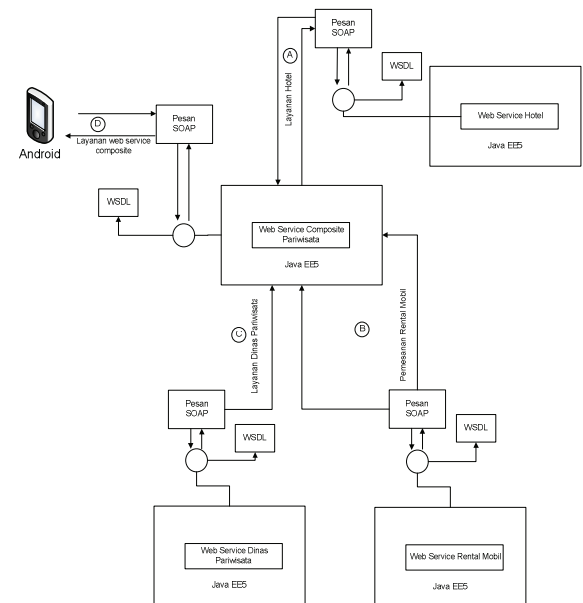 Pesan
SOAP
A
WSDL
Layanan Hotel
Web Service Hotel
Java EE5
D
Pesan
SOAP
Layanan web service
composite
Android
WSDL
Web Service Composite
Pariwisata
Java EE5
C
Layanan Dinas Pariwisata
B
Pemesanan Rental Mobil
Pesan
SOAP
WSDL
Pesan
SOAP
WSDL
Web Service Dinas
Pariwisata
Java EE5
Web Service Rental Mobil
Java EE5